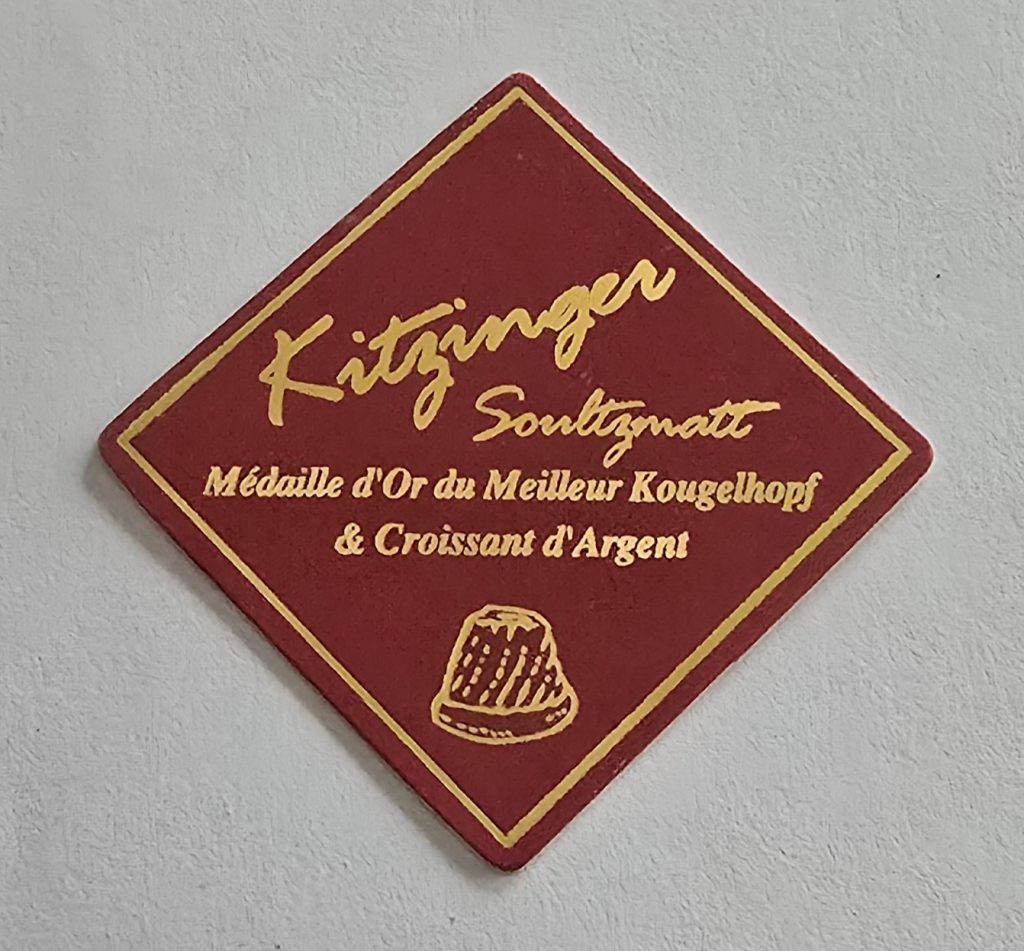 Kitzinger
Soultzmatt
Médaille d'Or du Meilleur Kougelhopf
& Croissant d'Argent